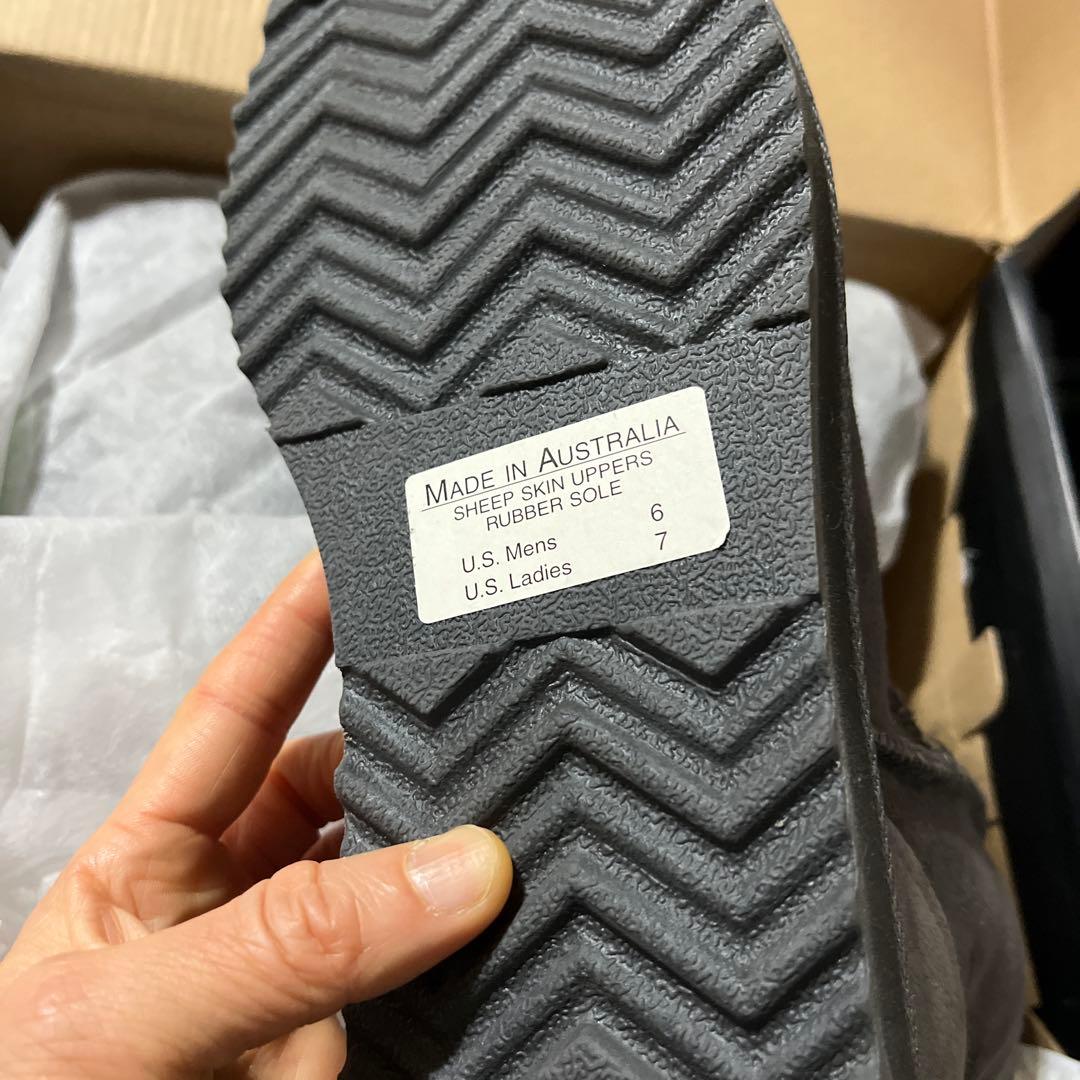 MADE IN AUSTRALIA
SHEEP SKIN UPPERS
RUBBER SOLE
U.S. Mens 6
U.S. Ladies 7